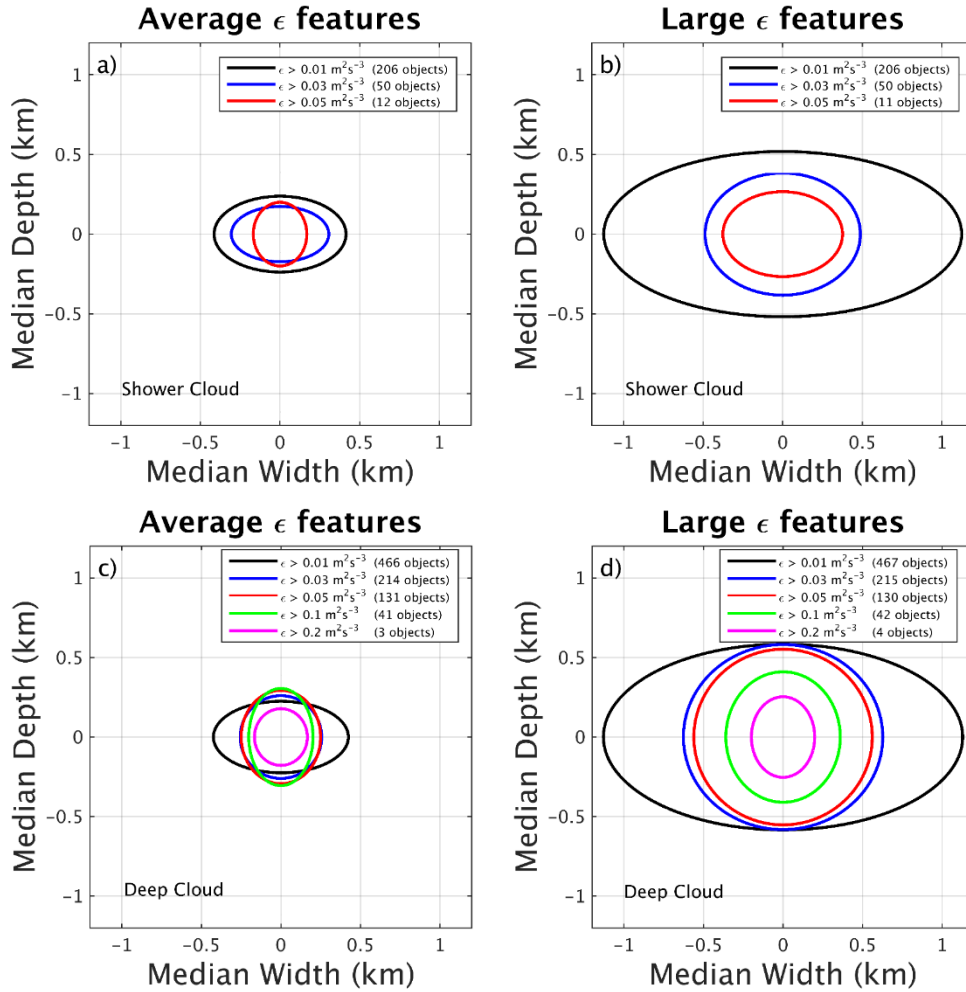 Average ϵ features
Large ϵ features
a)
ϵ > 0.01 m²s⁻³ (206 objects)
ϵ > 0.03 m²s⁻³ (50 objects)
ϵ > 0.05 m²s⁻³ (12 objects)
1
0.5
0
-0.5
-1
Median Depth (km)
Shower Cloud
-1 -0.5 0 0.5 1
Median Width (km)
b)
ϵ > 0.01 m²s⁻³ (206 objects)
ϵ > 0.03 m²s⁻³ (50 objects)
ϵ > 0.05 m²s⁻³ (11 objects)
1
0.5
0
-0.5
-1
Median Depth (km)
Shower Cloud
-1 -0.5 0 0.5 1
Median Width (km)
Average ϵ features
Large ϵ features
c)
ϵ > 0.01 m²s⁻³ (466 objects)
ϵ > 0.03 m²s⁻³ (214 objects)
ϵ > 0.05 m²s⁻³ (131 objects)
ϵ > 0.1 m²s⁻³ (41 objects)
ϵ > 0.2 m²s⁻³ (3 objects)
1
0.5
0
-0.5
-1
Median Depth (km)
Deep Cloud
-1 -0.5 0 0.5 1
Median Width (km)
d)
ϵ > 0.01 m²s⁻³ (467 objects)
ϵ > 0.03 m²s⁻³ (215 objects)
ϵ > 0.05 m²s⁻³ (130 objects)
ϵ > 0.1 m²s⁻³ (42 objects)
ϵ > 0.2 m²s⁻³ (4 objects)
1
0.5
0
-0.5
-1
Median Depth (km)
Deep Cloud
-1 -0.5 0 0.5 1
Median Width (km)